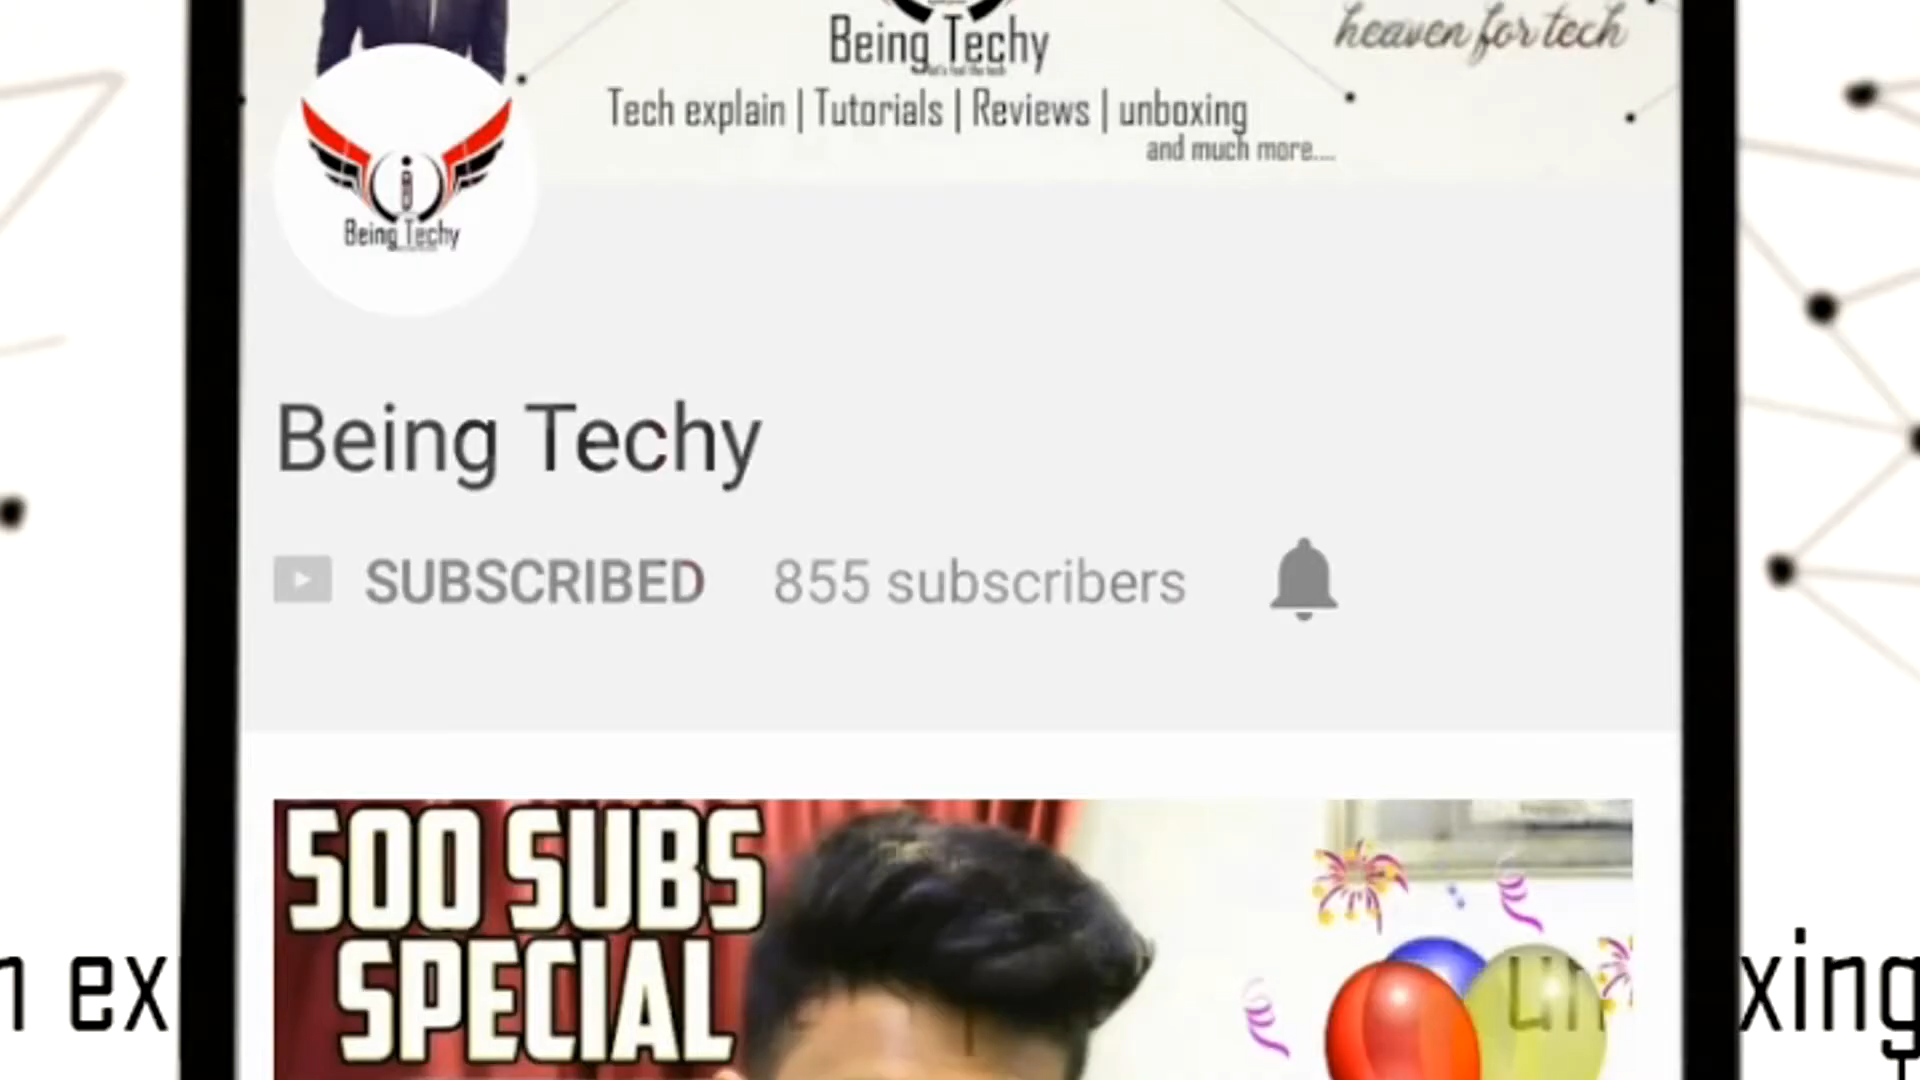 Being Techy
heaven for tech
Tech explain | Tutorials | Reviews | unboxing
and much more....
Being Techy
Being Techy
SUBSCRIBED 855 subscribers
500 SUBS
SPECIAL
n ex
un
xing